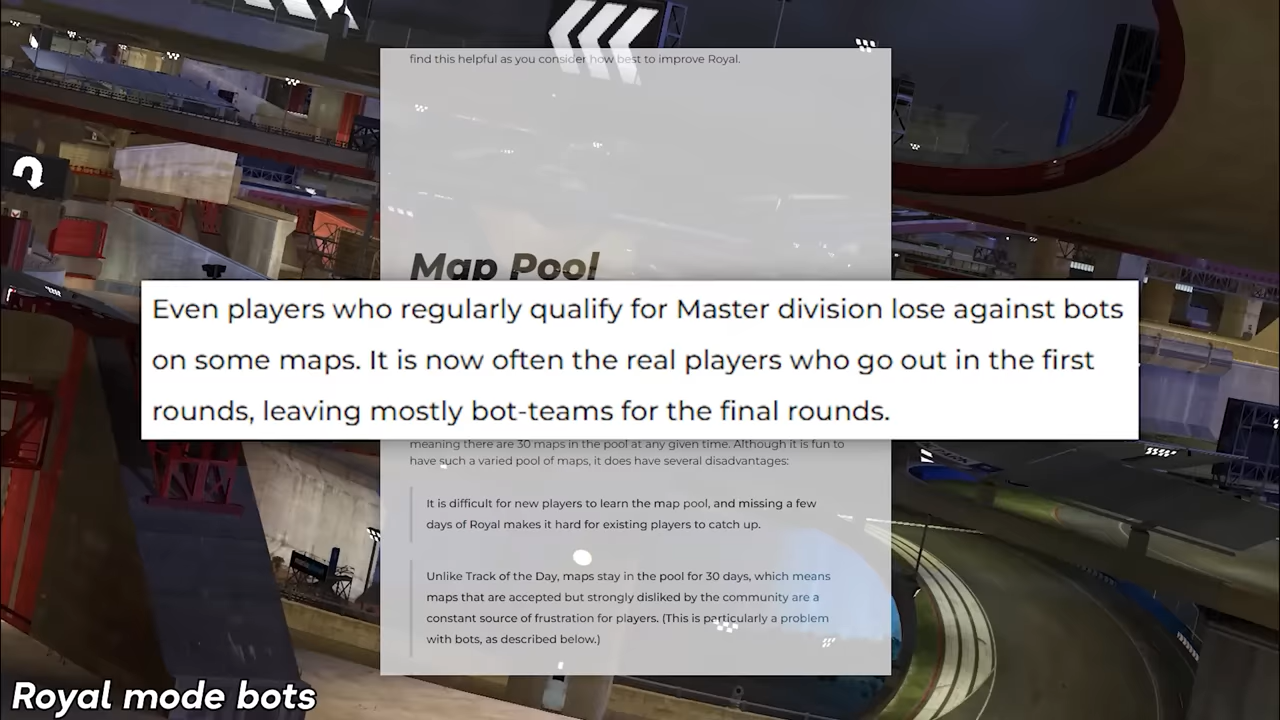 find this helpful as you consider how best to improve Royal.
Map Pool
Even players who regularly qualify for Master division lose against bots
on some maps. It is now often the real players who go out in the first
rounds, leaving mostly bot-teams for the final rounds.
meaning there are 30 maps in the pool at any given time. Although it is fun to
have such a varied pool of maps, it does have several disadvantages:
It is difficult for new players to learn the map pool, and missing a few
days of Royal makes it hard for existing players to catch up.
Unlike Track of the Day, maps stay in the pool for 30 days, which means
maps that are accepted but strongly disliked by the community are a
constant source of frustration for players. (This is particularly a problem
with bots, as described below.)
Royal mode bots